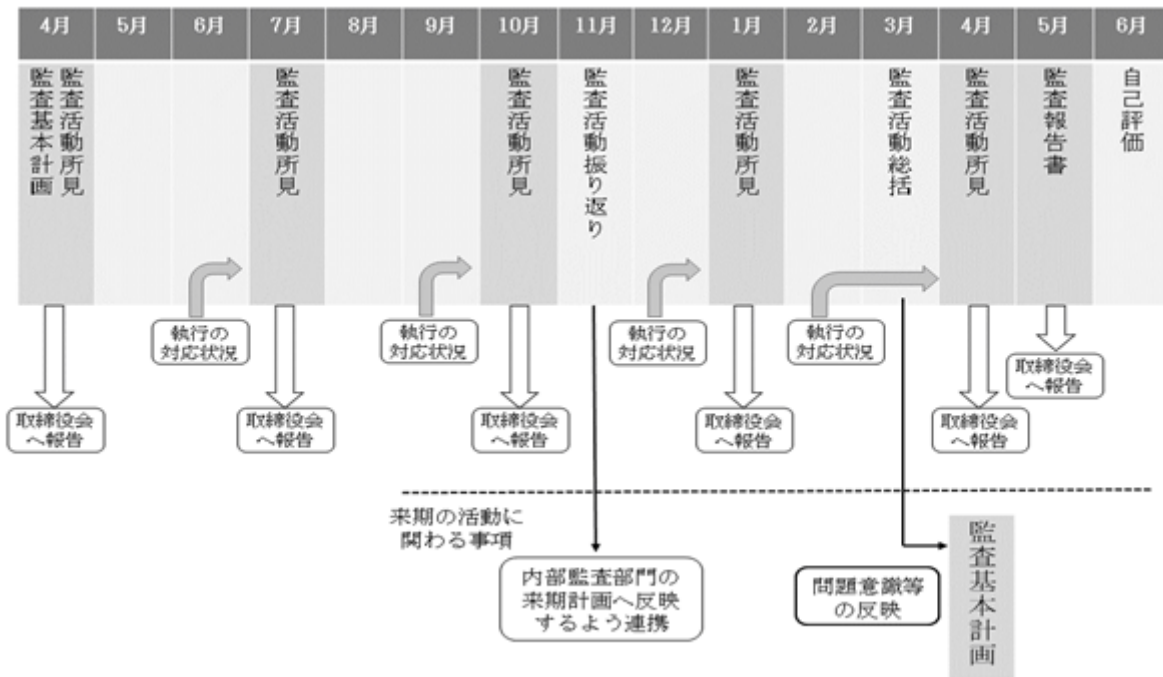 4月 5月 6月 7月 8月 9月 10月 11月 12月 1月 2月 3月 4月 5月 6月
監査活動所見
監査基本計画
監査活動所見
監査活動所見
監査活動振り返り
監査活動所見
監査活動総括
監査活動所見
監査報告書
自己評価
執行の
対応状況
執行の
対応状況
執行の
対応状況
執行の
対応状況
取締役会
へ報告
取締役会
へ報告
取締役会
へ報告
取締役会
へ報告
取締役会
へ報告
取締役会
へ報告
来期の活動に
関わる事項
内部監査部門の
来期計画へ反映
するよう連携
問題意識等
の反映
監査基本計画